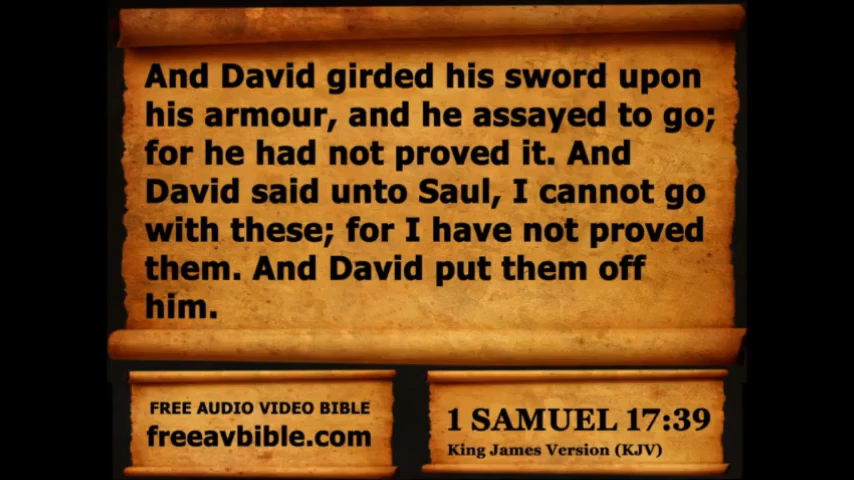 And David girded his sword upon
his armour, and he assayed to go;
for he had not proved it. And
David said unto Saul, I cannot go
with these; for I have not proved
them. And David put them off
him.
FREE AUDIO VIDEO BIBLE
freeavbible.com
1 SAMUEL 17:39
King James Version (KJV)